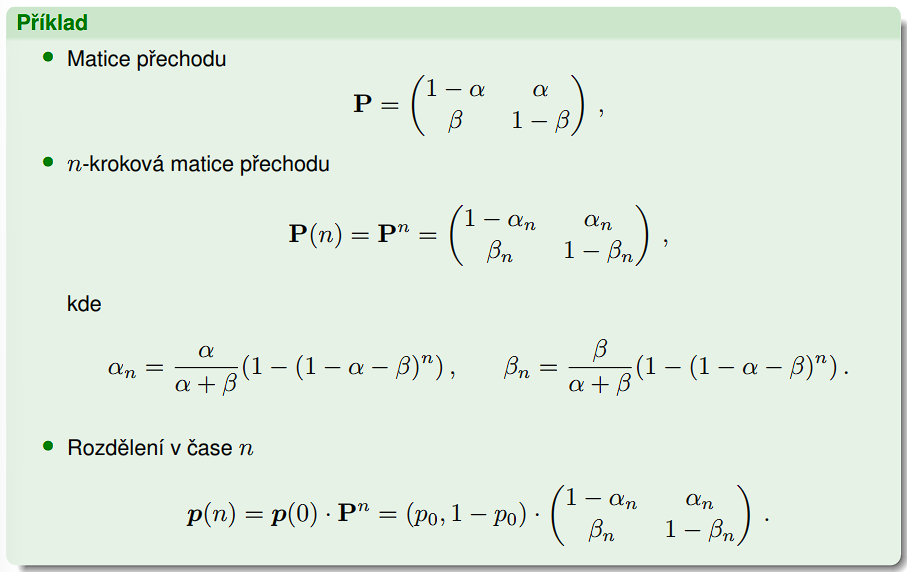 Příklad
• Matice přechodu
$$\mathbf{P} = \begin{pmatrix} 1-\alpha & \alpha \\ \beta & 1-\beta \end{pmatrix} ,$$
• $n$-kroková matice přechodu
$$\mathbf{P}(n) = \mathbf{P}^n = \begin{pmatrix} 1-\alpha_n & \alpha_n \\ \beta_n & 1-\beta_n \end{pmatrix} ,$$
kde
$$\alpha_n = \frac{\alpha}{\alpha+\beta}(1-(1-\alpha-\beta)^n) , \quad \beta_n = \frac{\beta}{\alpha+\beta}(1-(1-\alpha-\beta)^n) .$$
• Rozdělení v čase $n$
$$\boldsymbol{p}(n) = \boldsymbol{p}(0) \cdot \mathbf{P}^n = (p_0, 1-p_0) \cdot \begin{pmatrix} 1-\alpha_n & \alpha_n \\ \beta_n & 1-\beta_n \end{pmatrix} .$$